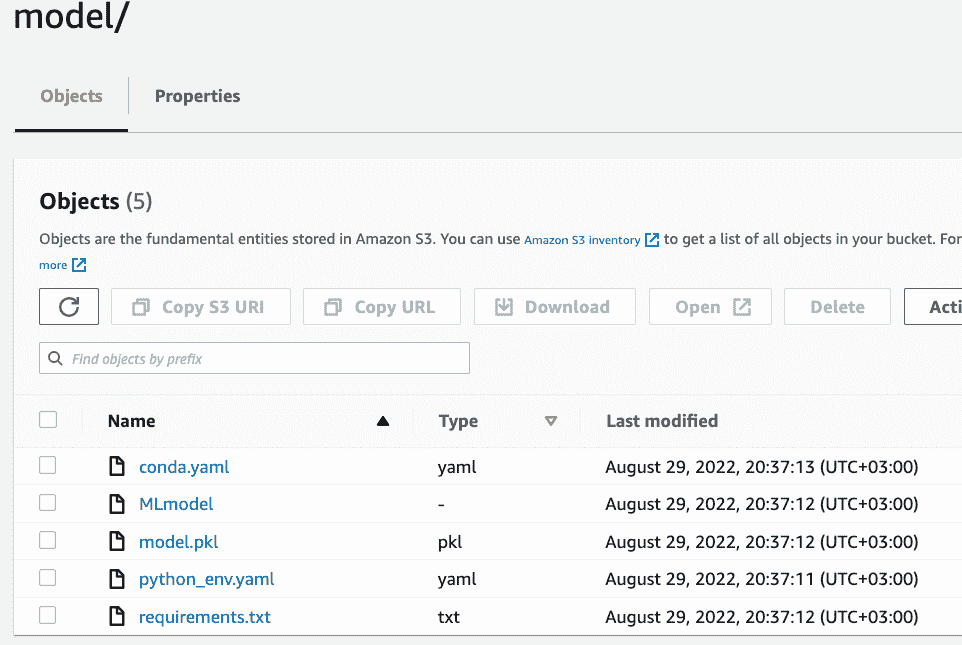 model/
Objects
Properties
Objects (5)
Objects are the fundamental entities stored in Amazon S3. You can use Amazon S3 inventory to get a list of all objects in your bucket. For
more
Copy S3 URI Copy URL Download Open Delete Acti
Find objects by prefix
Name Type Last modified
conda.yaml yaml August 29, 2022, 20:37:13 (UTC+03:00)
MLmodel - August 29, 2022, 20:37:12 (UTC+03:00)
model.pkl pkl August 29, 2022, 20:37:12 (UTC+03:00)
python_env.yaml yaml August 29, 2022, 20:37:11 (UTC+03:00)
requirements.txt txt August 29, 2022, 20:37:12 (UTC+03:00)